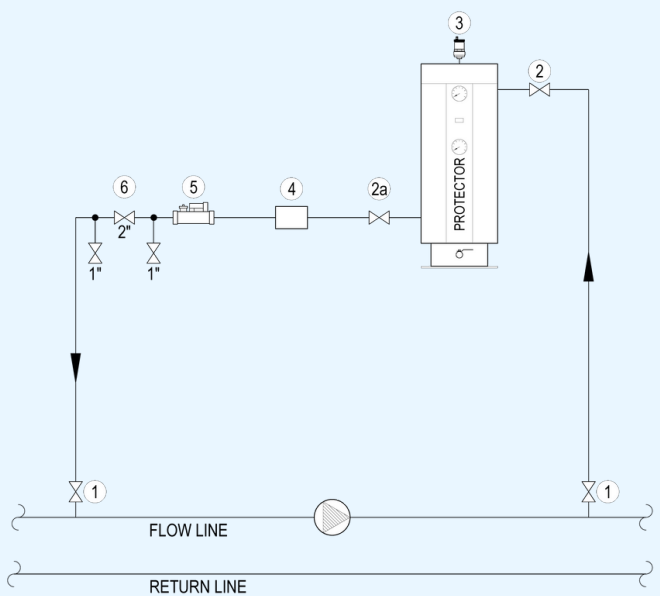 3
2
6
5
4
2a
PROTECTOR
2"
1"
1"
1
1
FLOW LINE
RETURN LINE